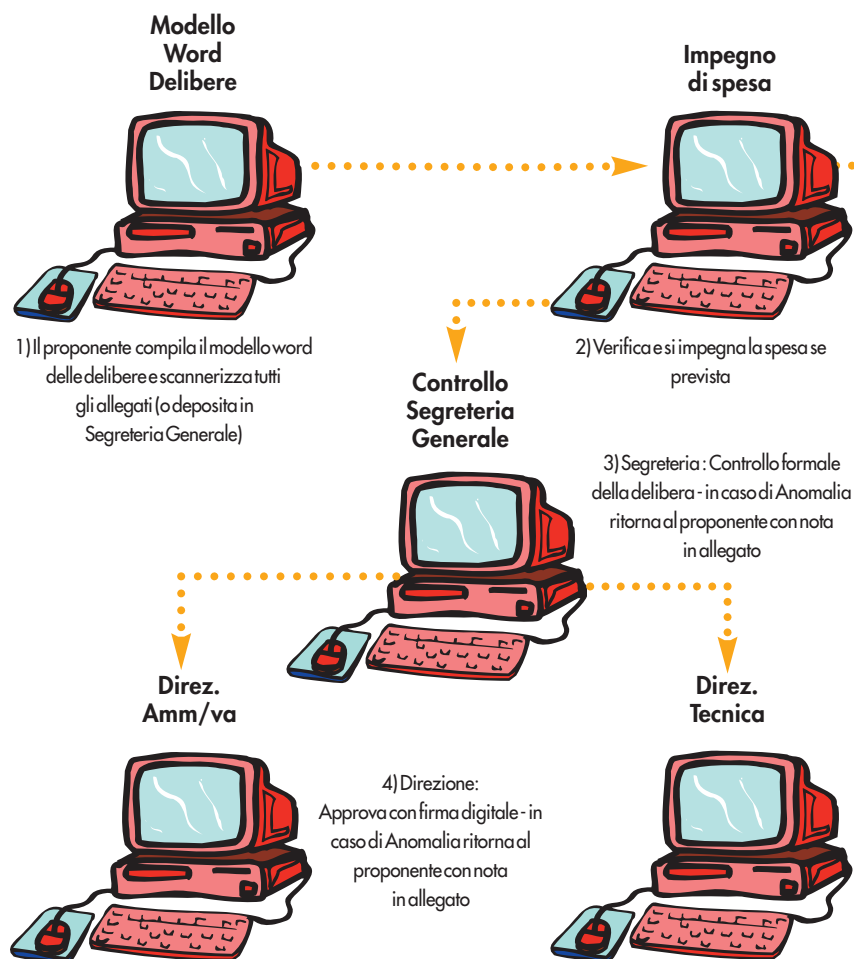 Modello
Word
Delibere
Impegno
di spesa
1) Il proponente compila il modello word
delle delibere e scannerizza tutti
gli allegati (o deposita in
Segreteria Generale)
2) Verifica e si impegna la spesa se
prevista
Controllo
Segreteria
Generale
3) Segreteria : Controllo formale
della delibera - in caso di Anomalia
ritorna al proponente con nota
in allegato
Direz.
Amm/va
Direz.
Tecnica
4) Direzione:
Approva con firma digitale - in
caso di Anomalia ritorna al
proponente con nota
in allegato